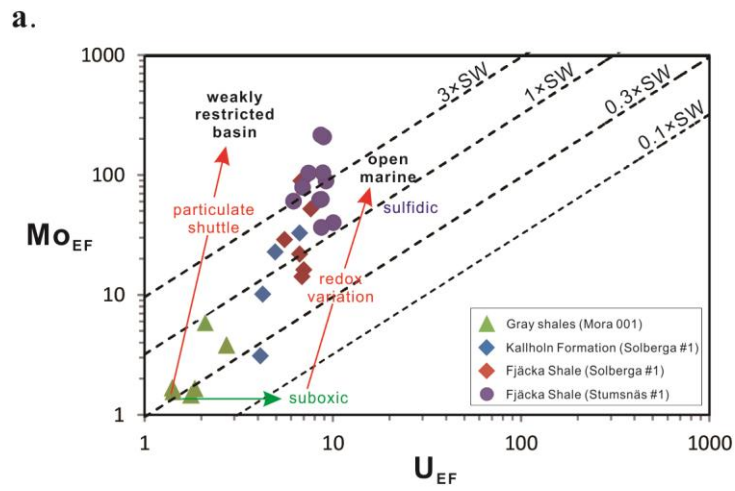 a.
1000
100
10
1
Mo EF
1
10
100
1000
U EF
weakly
restricted
basin
particulate
shuttle
open
marine
sulfidic
redox
variation
suboxic
3×SW
1×SW
0.3×SW
0.1×SW
Gray shales (Mora 001)
Kallholn Formation (Solberga #1)
Fjäcka Shale (Solberga #1)
Fjäcka Shale (Stumsnäs #1)